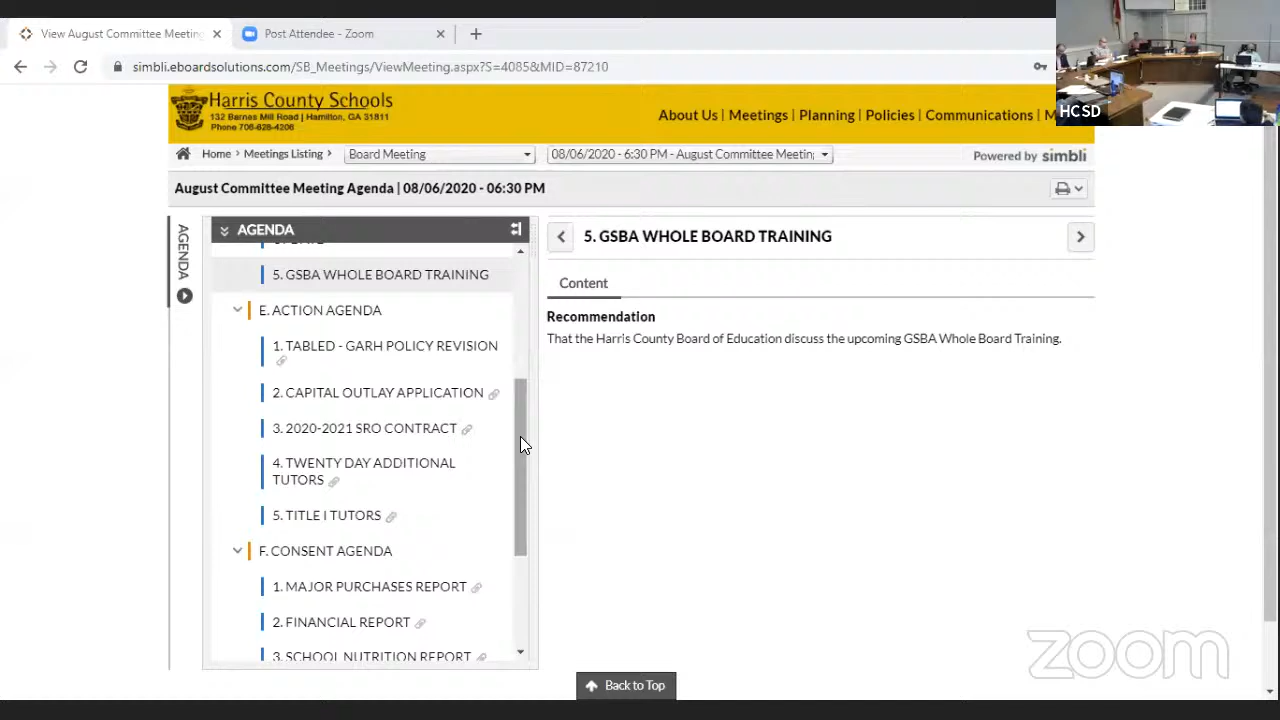 View August Committee Meeting
Post Attendee - Zoom
simbli.eboardsolutions.com/SB_Meetings/ViewMeeting.aspx?S=4085&MID=87210
HCSD
Harris County Schools
132 Barnes Mill Road | Hamilton, GA 31811
Phone 706-628-4206
About Us | Meetings | Planning | Policies | Communications | M
Home > Meetings Listing >
Board Meeting
08/06/2020 - 6:30 PM - August Committee Meeting
Powered by simbli
August Committee Meeting Agenda | 08/06/2020 - 06:30 PM
AGENDA
AGENDA
5. GSBA WHOLE BOARD TRAINING
E. ACTION AGENDA
1. TABLED - GARH POLICY REVISION
2. CAPITAL OUTLAY APPLICATION
3. 2020-2021 SRO CONTRACT
4. TWENTY DAY ADDITIONAL
TUTORS
5. TITLE I TUTORS
F. CONSENT AGENDA
1. MAJOR PURCHASES REPORT
2. FINANCIAL REPORT
3. SCHOOL NUTRITION REPORT
5. GSBA WHOLE BOARD TRAINING
Content
Recommendation
That the Harris County Board of Education discuss the upcoming GSBA Whole Board Training.
Back to Top
zoom